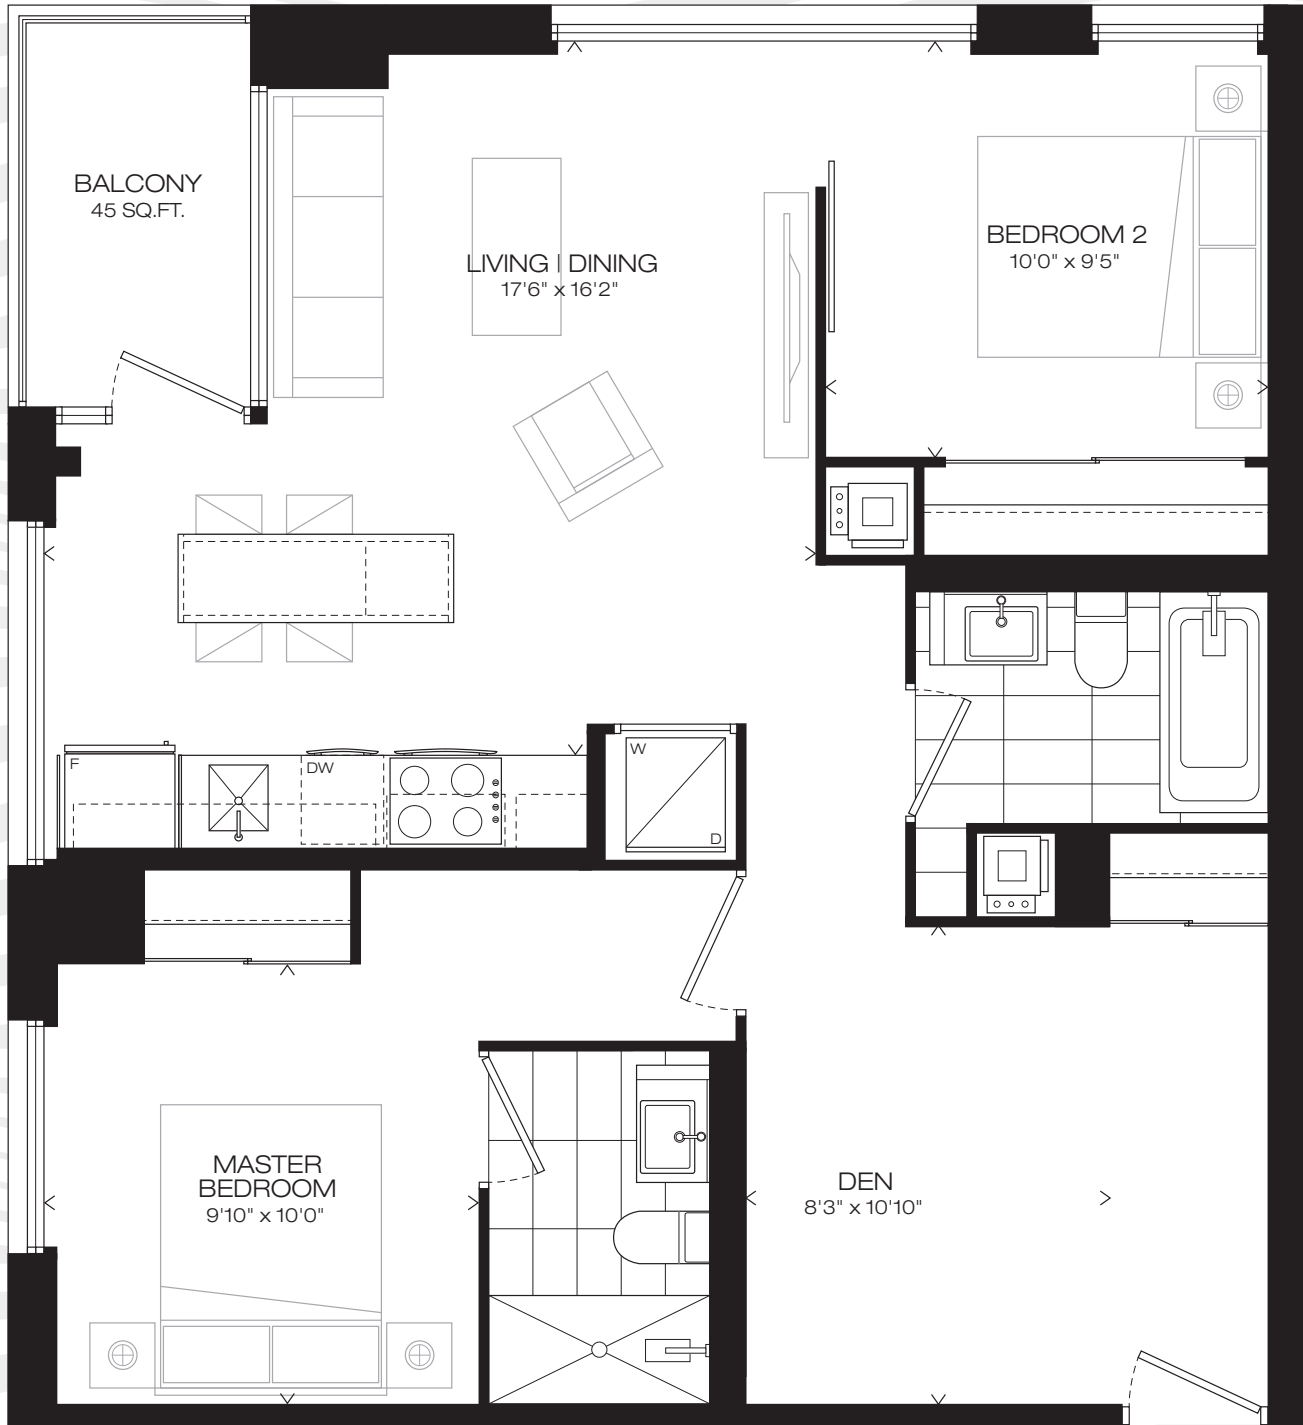 BALCONY
45 SQ.FT.
LIVING | DINING
17'6" x 16'2"
BEDROOM 2
10'0" x 9'5"
F
DW
W
D
MASTER
BEDROOM
9'10" x 10'0"
DEN
8'3" x 10'10"